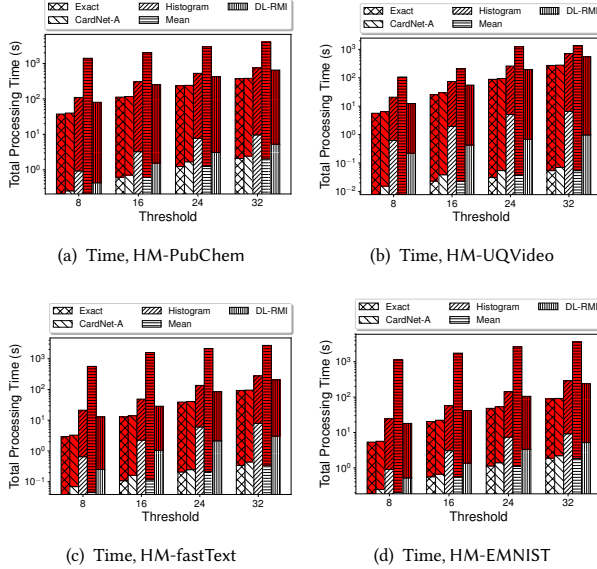 Exact Histogram DL-RMI
CardNet-A Mean
Total Processing Time (s)
10³
10²
10¹
10⁰
8 16 24 32
Threshold
(a) Time, HM-PubChem
Exact Histogram DL-RMI
CardNet-A Mean
Total Processing Time (s)
10³
10²
10¹
10⁰
10⁻¹
10⁻²
8 16 24 32
Threshold
(b) Time, HM-UQVideo
Exact Histogram DL-RMI
CardNet-A Mean
Total Processing Time (s)
10³
10²
10¹
10⁰
10⁻¹
8 16 24 32
Threshold
(c) Time, HM-fastText
Exact Histogram DL-RMI
CardNet-A Mean
Total Processing Time (s)
10³
10²
10¹
10⁰
8 16 24 32
Threshold
(d) Time, HM-EMNIST